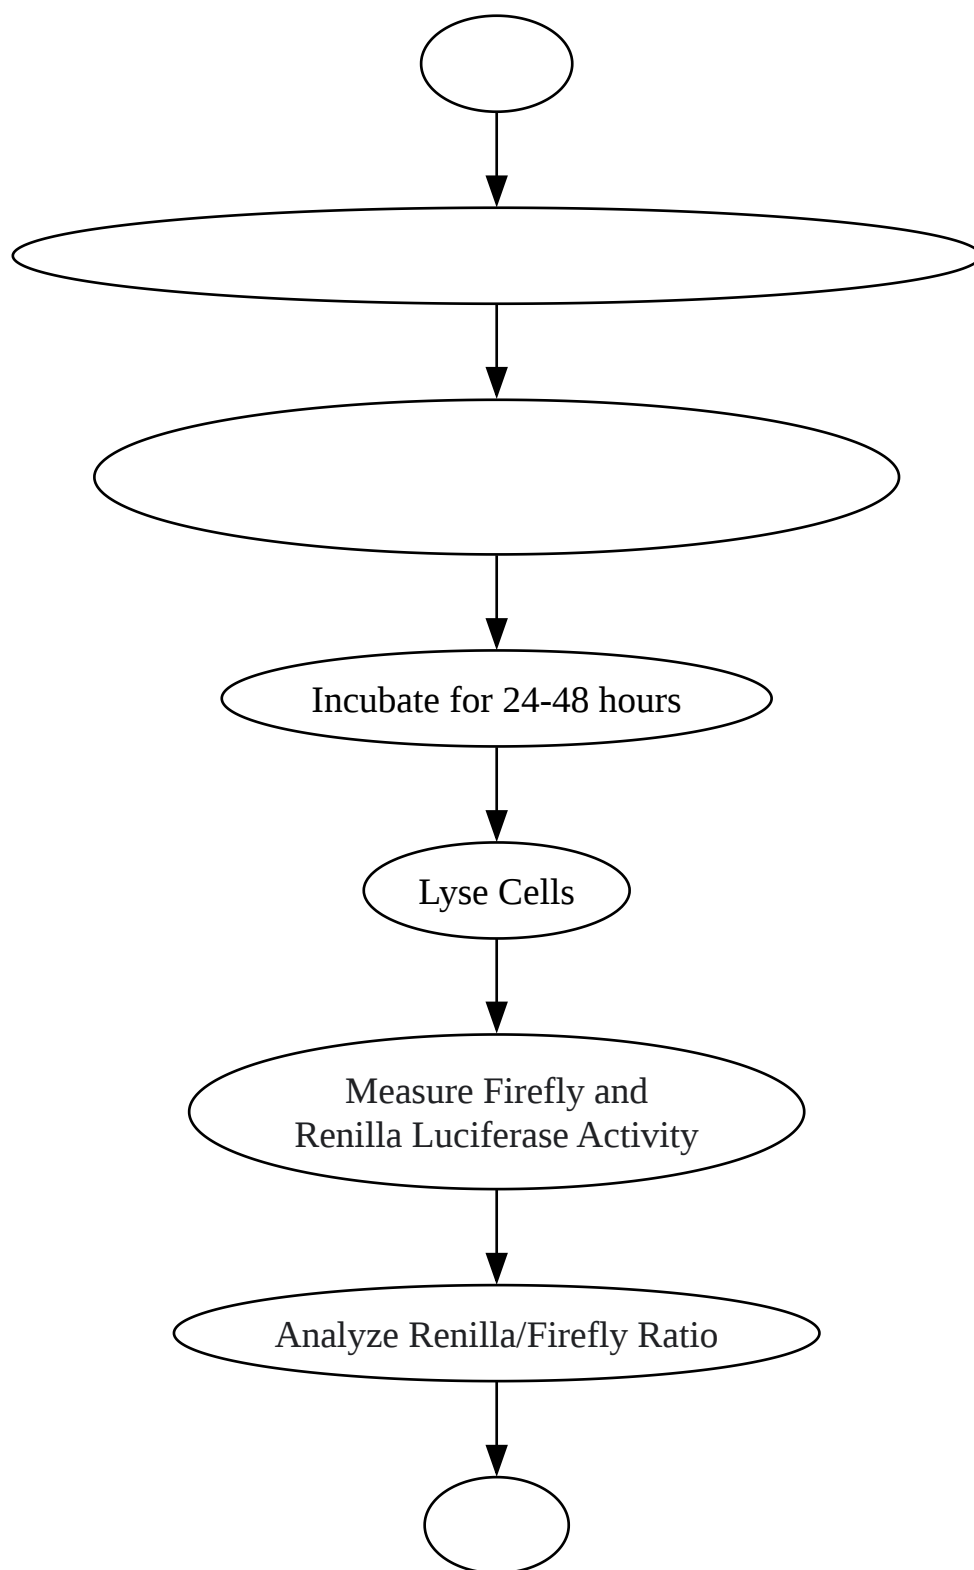 Incubate for 24-48 hours
Lyse Cells
Measure Firefly and
Renilla Luciferase Activity
Analyze Renilla/Firefly Ratio